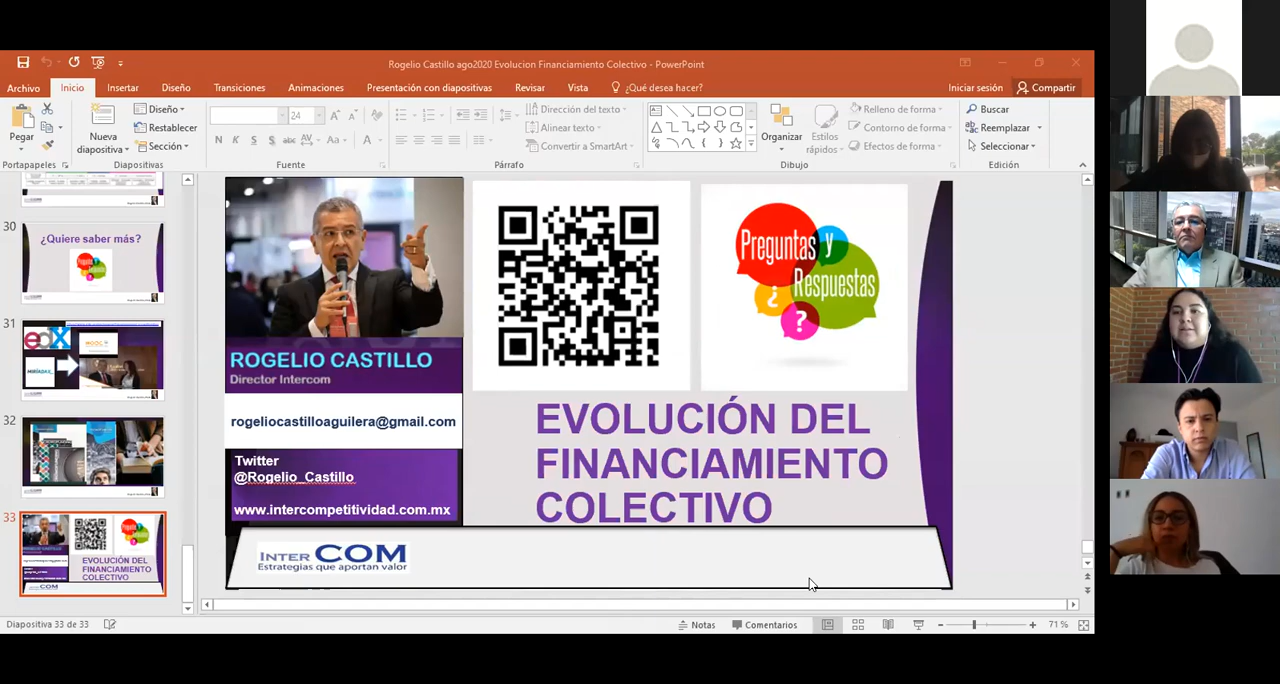 Rogelio Castillo ago2020 Evolucion Financiamiento Colectivo - PowerPoint
Archivo Inicio Insertar Diseño Transiciones Animaciones Presentación con diapositivas Revisar Vista ¿Qué desea hacer? Iniciar sesión Compartir
Pegar
Nueva diapositiva
Diseño
Restablecer
Sección
24
N K S S abc AV Aa A
Dirección del texto
Alinear texto
Convertir a SmartArt
Organizar
Estilos rápidos
Relleno de forma
Contorno de forma
Efectos de forma
Buscar
Reemplazar
Seleccionar
Portapapeles Diapositivas Fuente Párrafo Dibujo Edición
30
¿Quiere saber más?
31
edX
32
33
EVOLUCIÓN DEL
FINANCIAMIENTO
COLECTIVO
Preguntas y
Respuestas
¿
?
ROGELIO CASTILLO
Director Intercom
rogeliocastilloaguilera@gmail.com
Twitter
@Rogelio_Castillo
www.intercompetitividad.com.mx
EVOLUCIÓN DEL
FINANCIAMIENTO
COLECTIVO
INTER COM
Estrategias que aportan valor
Diapositiva 33 de 33 Notas Comentarios 71 %